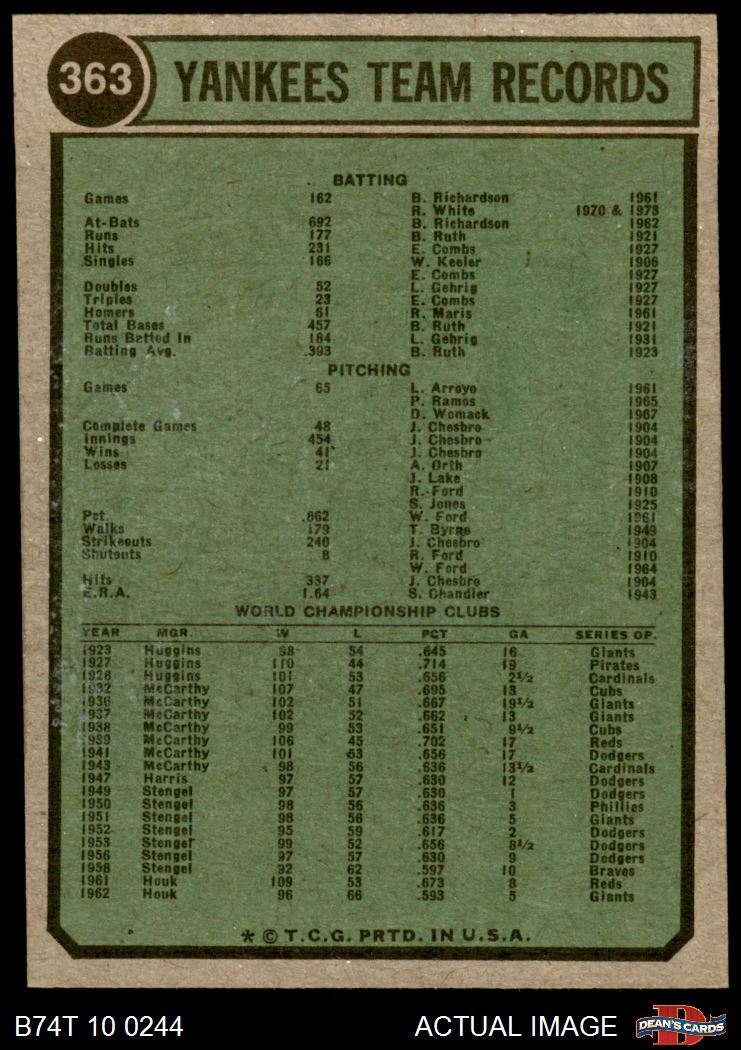 363 YANKEES TEAM RECORDS
BATTING
Games 162 B. Richardson 1961
R. White 1970 & 1973
At-Bats 692 B. Richardson 1962
Runs 177 B. Ruth 1921
Hits 231 E. Combs 1927
Singles 166 W. Keeler 1906
E. Combs 1927
Doubles 52 L. Gehrig 1927
Triples 23 E. Combs 1927
Homers 61 R. Maris 1961
Total Bases 457 B. Ruth 1921
Runs Batted In 184 L. Gehrig 1931
Batting Avg. .393 B. Ruth 1923
PITCHING
Games 65 L. Arroyo 1961
P. Ramos 1965
D. Womack 1967
Complete Games 48 J. Chesbro 1904
Innings 454 J. Chesbro 1904
Wins 41 J. Chesbro 1904
Losses 21 A. Orth 1907
J. Lake 1908
R. Ford 1910
S. Jones 1925
Pct. .862 W. Ford 1961
Walks 179 T. Byrne 1949
Strikeouts 240 J. Chesbro 1904
Shutouts 8 R. Ford 1910
W. Ford 1964
Hits 337 J. Chesbro 1904
E.R.A. 1.64 S. Chandler 1943
WORLD CHAMPIONSHIP CLUBS
YEAR MGR. W L PCT GA SERIES OP.
1923 Huggins 98 54 .645 16 Giants
1927 Huggins 110 44 .714 19 Pirates
1928 Huggins 101 53 .656 2½ Cardinals
1932 McCarthy 107 47 .695 13 Cubs
1936 McCarthy 102 51 .667 19½ Giants
1937 McCarthy 102 52 .662 13 Giants
1938 McCarthy 99 53 .651 9½ Cubs
1939 McCarthy 106 45 .702 17 Reds
1941 McCarthy 101 53 .656 17 Dodgers
1943 McCarthy 98 56 .636 13½ Cardinals
1947 Harris 97 57 .630 12 Dodgers
1949 Stengel 97 57 .630 1 Dodgers
1950 Stengel 98 56 .636 3 Phillies
1951 Stengel 98 56 .636 5 Giants
1952 Stengel 95 59 .617 2 Dodgers
1953 Stengel 99 52 .656 8½ Dodgers
1956 Stengel 97 57 .630 9 Dodgers
1958 Stengel 92 62 .597 10 Braves
1961 Houk 109 53 .673 8 Reds
1962 Houk 96 66 .593 5 Giants
* © T.C.G. PRTD. IN U.S.A.
B74T 10 0244 ACTUAL IMAGE DEAN'S CARDS